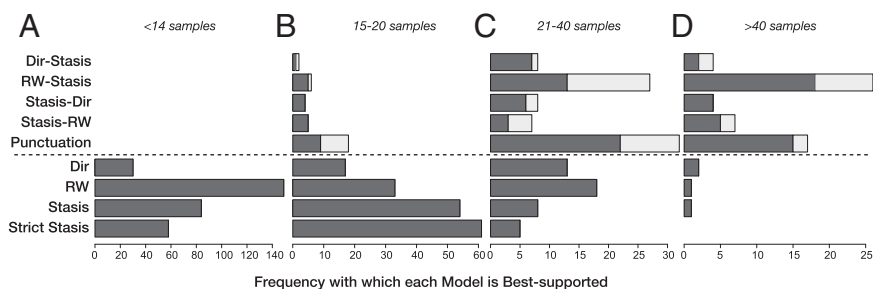 A <14 samples B 15-20 samples C 21-40 samples D >40 samples
Dir-Stasis
RW-Stasis
Stasis-Dir
Stasis-RW
Punctuation
Dir
RW
Stasis
Strict Stasis
0 20 40 60 80 100 120 140 0 10 20 30 40 50 60 0 5 10 15 20 25 30 0 5 10 15 20 25
Frequency with which each Model is Best-supported